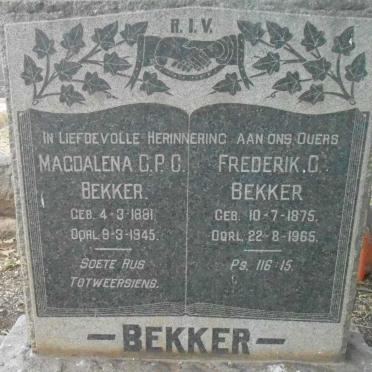 R.I.V.
IN LIEFDEVOLLE HERINNERING AAN ONS OUERS
MAGDALENA C.P.C.
BEKKER.
GEB. 4-3-1881.
OORL. 9-3-1945.
SOETE RUS
TOTWEERSIENS.
FREDERIK.C.
BEKKER
GEB. 10-7-1875.
OORL. 22-8-1965.
PS. 116:15.
— BEKKER —